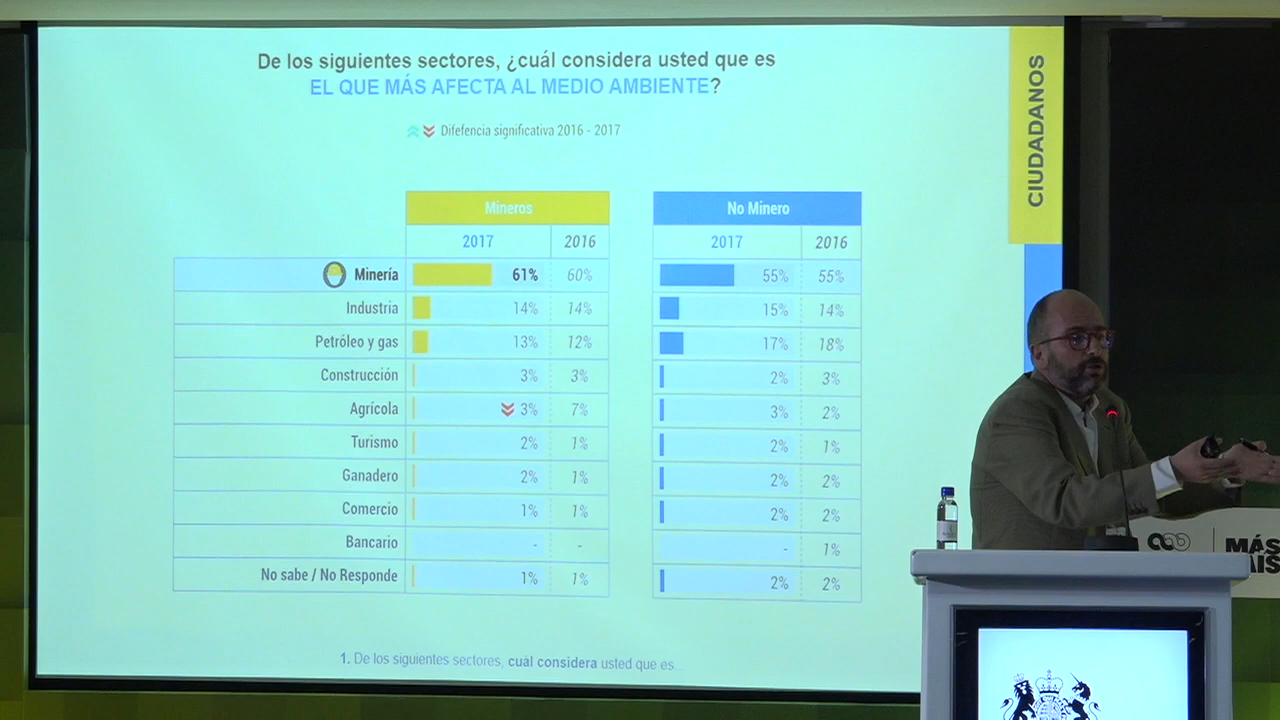 De los siguientes sectores, ¿cuál considera usted que es
EL QUE MÁS AFECTA AL MEDIO AMBIENTE?
Difefencia significativa 2016 - 2017
CIUDADANOS
Mineros No Minero
2017 2016 2017 2016
Minería 61% 60% 55% 55%
Industria 14% 14% 15% 14%
Petróleo y gas 13% 12% 17% 18%
Construcción 3% 3% 2% 3%
Agrícola 3% 7% 3% 2%
Turismo 2% 1% 2% 1%
Ganadero 2% 1% 2% 2%
Comercio 1% 1% 2% 2%
Bancario - - - 1%
No sabe / No Responde 1% 1% 2% 2%
1. De los siguientes sectores, cuál considera usted que es...
MÁS
AIS